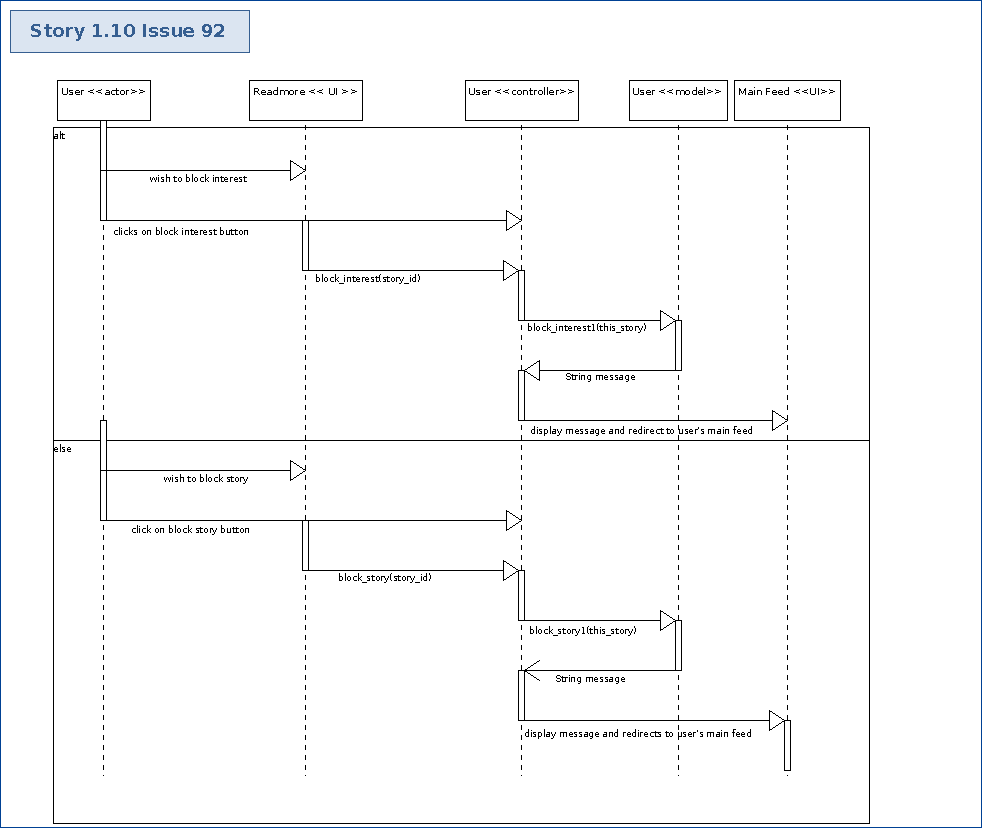 Story 1.10 Issue 92
User <<actor>>
Readmore << UI >>
User <<controller>>
User <<model>>
Main Feed <<UI>>
alt
wish to block interest
clicks on block interest button
block_interest(story_id)
block_interest1(this_story)
String message
display message and redirect to user's main feed
else
wish to block story
click on block story button
block_story(story_id)
block_story1(this_story)
String message
display message and redirects to user's main feed